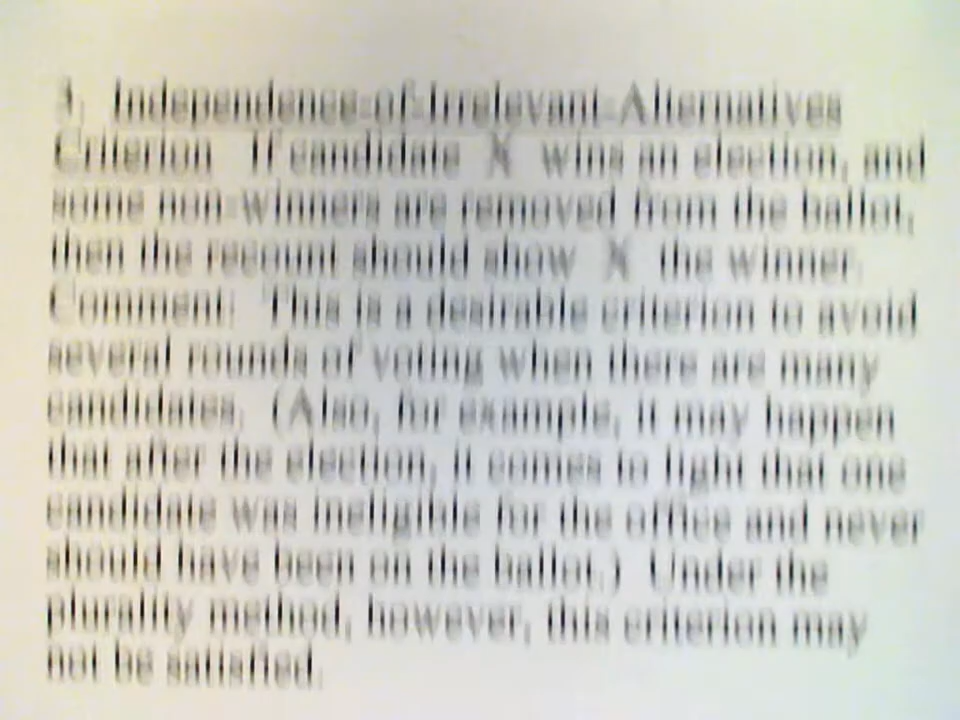 3. Independence-of-Irrelevant-Alternatives
Criterion If candidate X wins an election, and
some non-winners are removed from the ballot,
then the recount should show X the winner.
Comment: This is a desirable criterion to avoid
several rounds of voting when there are many
candidates. (Also, for example, it may happen
that after the election, it comes to light that one
candidate was ineligible for the office and never
should have been on the ballot.) Under the
plurality method, however, this criterion may
not be satisfied.